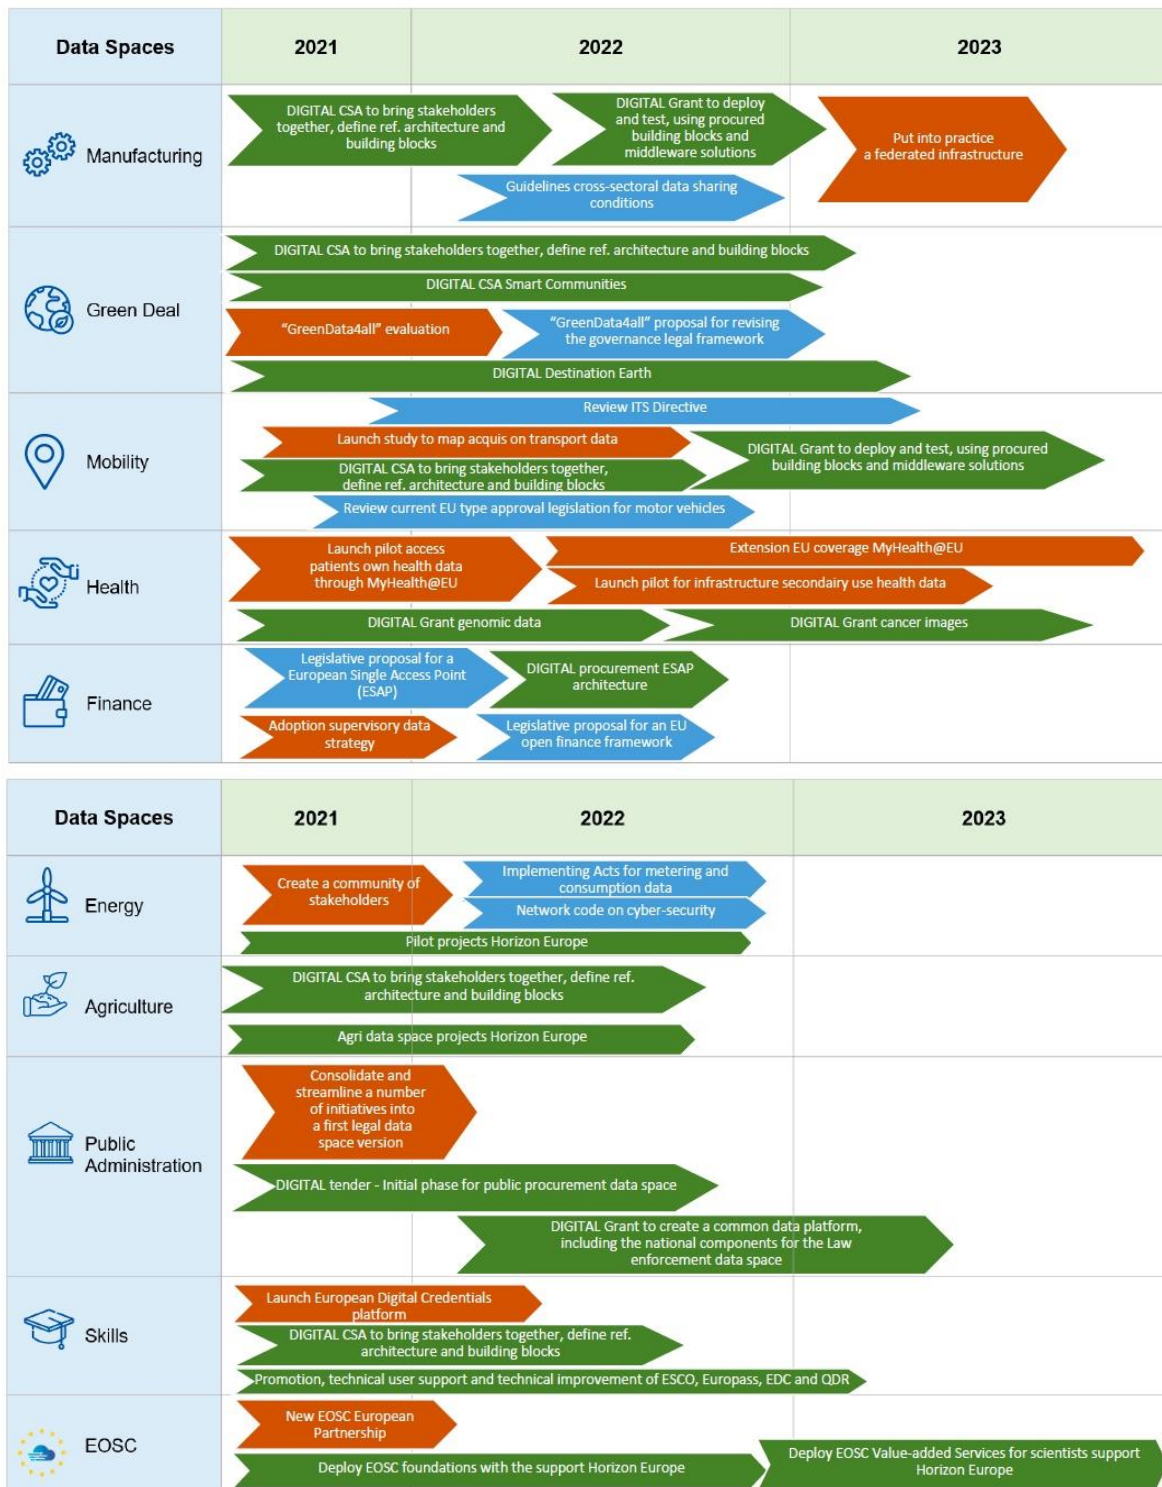 Data Spaces
2021
2022
2023
Manufacturing
DIGITAL CSA to bring stakeholders
together, define ref. architecture and
building blocks
DIGITAL Grant to deploy
and test, using procured
building blocks and
middleware solutions
Put into practice
a federated infrastructure
Guidelines cross-sectoral data sharing
conditions
Green Deal
DIGITAL CSA to bring stakeholders together, define ref. architecture and building blocks
DIGITAL CSA Smart Communities
“GreenData4all” evaluation
“GreenData4all” proposal for revising
the governance legal framework
DIGITAL Destination Earth
Mobility
Review ITS Directive
Launch study to map acquis on transport data
DIGITAL CSA to bring stakeholders together,
define ref. architecture and building blocks
DIGITAL Grant to deploy and test, using procured
building blocks and middleware solutions
Review current EU type approval legislation for motor vehicles
Health
Launch pilot access
patients own health data
through MyHealth@EU
Extension EU coverage MyHealth@EU
Launch pilot for infrastructure secondairy use health data
DIGITAL Grant genomic data
DIGITAL Grant cancer images
Finance
Legislative proposal for a
European Single Access Point
(ESAP)
DIGITAL procurement ESAP
architecture
Adoption supervisory data
strategy
Legislative proposal for an EU
open finance framework
Data Spaces
2021
2022
2023
Energy
Create a community of
stakeholders
Implementing Acts for metering and
consumption data
Network code on cyber-security
Pilot projects Horizon Europe
Agriculture
DIGITAL CSA to bring stakeholders together, define ref.
architecture and building blocks
Agri data space projects Horizon Europe
Public
Administration
Consolidate and
streamline a number
of initiatives into
a first legal data
space version
DIGITAL tender - Initial phase for public procurement data space
DIGITAL Grant to create a common data platform,
including the national components for the Law
enforcement data space
Skills
Launch European Digital Credentials
platform
DIGITAL CSA to bring stakeholders together, define ref.
architecture and building blocks
Promotion, technical user support and technical improvement of ESCO, Europass, EDC and QDR
EOSC
New EOSC European
Partnership
Deploy EOSC foundations with the support Horizon Europe
Deploy EOSC Value-added Services for scientists support
Horizon Europe